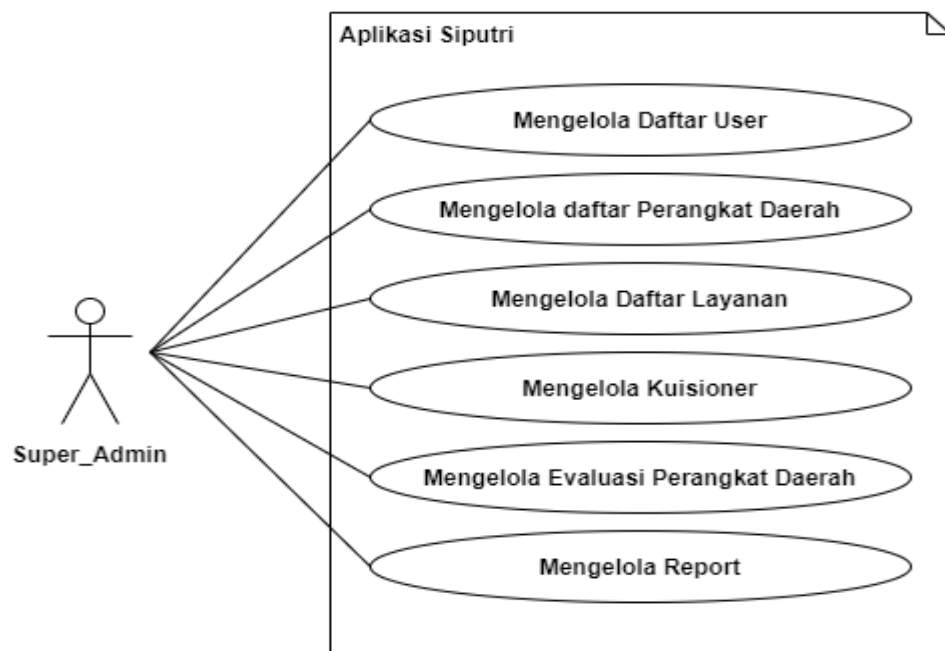 Aplikasi Siputri
Mengelola Daftar User
Mengelola daftar Perangkat Daerah
Mengelola Daftar Layanan
Mengelola Kuisioner
Super_Admin
Mengelola Evaluasi Perangkat Daerah
Mengelola Report